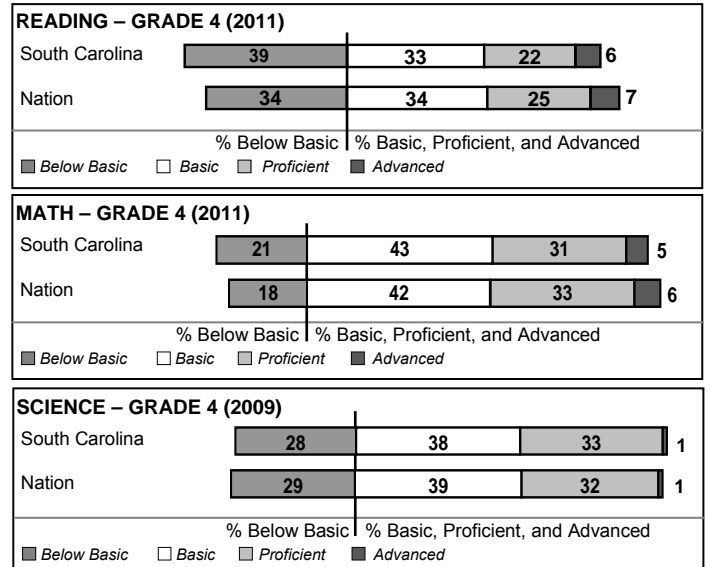 READING – GRADE 4 (2011)
South Carolina 39 33 22 6
Nation 34 34 25 7
% Below Basic % Basic, Proficient, and Advanced
Below Basic Basic Proficient Advanced
MATH – GRADE 4 (2011)
South Carolina 21 43 31 5
Nation 18 42 33 6
% Below Basic % Basic, Proficient, and Advanced
Below Basic Basic Proficient Advanced
SCIENCE – GRADE 4 (2009)
South Carolina 28 38 33 1
Nation 29 39 32 1
% Below Basic % Basic, Proficient, and Advanced
Below Basic Basic Proficient Advanced